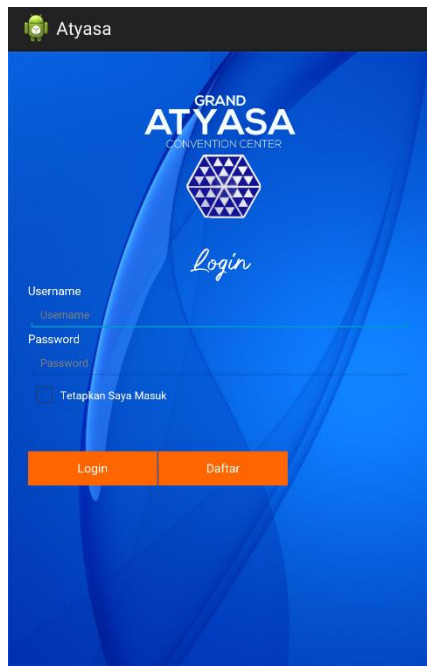 Atyasa
GRAND
ATYASA
CONVENTION CENTER
Login
Username
Username
Password
Password
Tetapkan Saya Masuk
Login Daftar